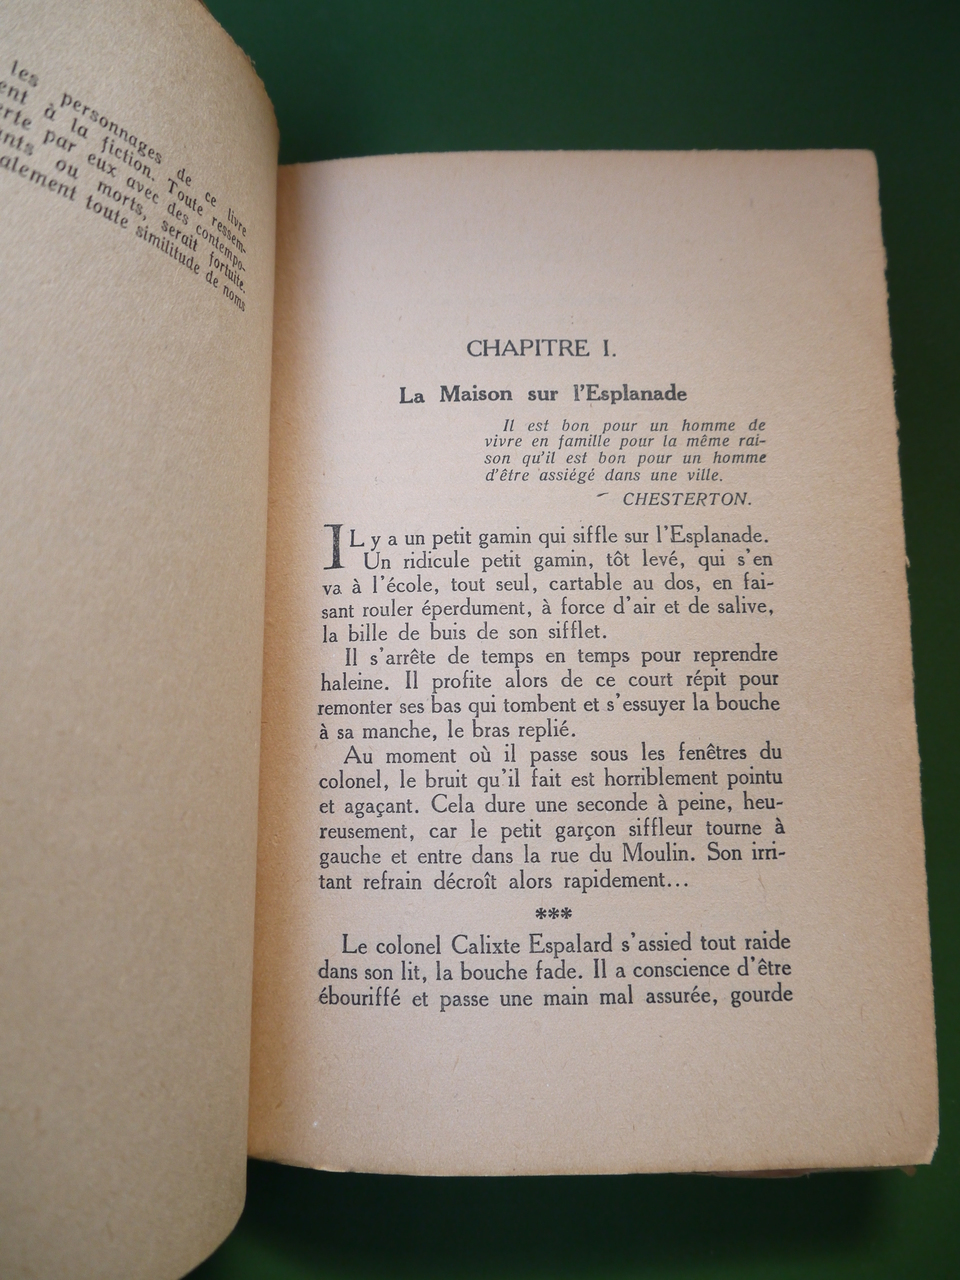 les personnages de ce livre
ent à la fiction. Toute ressem-
erte par eux avec des contempo-
ants ou morts, serait fortuite.
alement toute similitude de noms
CHAPITRE I.
La Maison sur l'Esplanade
Il est bon pour un homme de
vivre en famille pour la même rai-
son qu'il est bon pour un homme
d'être assiégé dans une ville.
CHESTERTON.
IL y a un petit gamin qui siffle sur l'Esplanade.
Un ridicule petit gamin, tôt levé, qui s'en
va à l'école, tout seul, cartable au dos, en fai-
sant rouler éperdument, à force d'air et de salive,
la bille de buis de son sifflet.
Il s'arrête de temps en temps pour reprendre
haleine. Il profite alors de ce court répit pour
remonter ses bas qui tombent et s'essuyer la bouche
à sa manche, le bras replié.
Au moment où il passe sous les fenêtres du
colonel, le bruit qu'il fait est horriblement pointu
et agaçant. Cela dure une seconde à peine, heu-
reusement, car le petit garçon siffleur tourne à
gauche et entre dans la rue du Moulin. Son irri-
tant refrain décroît alors rapidement...
***
Le colonel Calixte Espalard s'assied tout raide
dans son lit, la bouche fade. Il a conscience d'être
ébouriffé et passe une main mal assurée, gourde